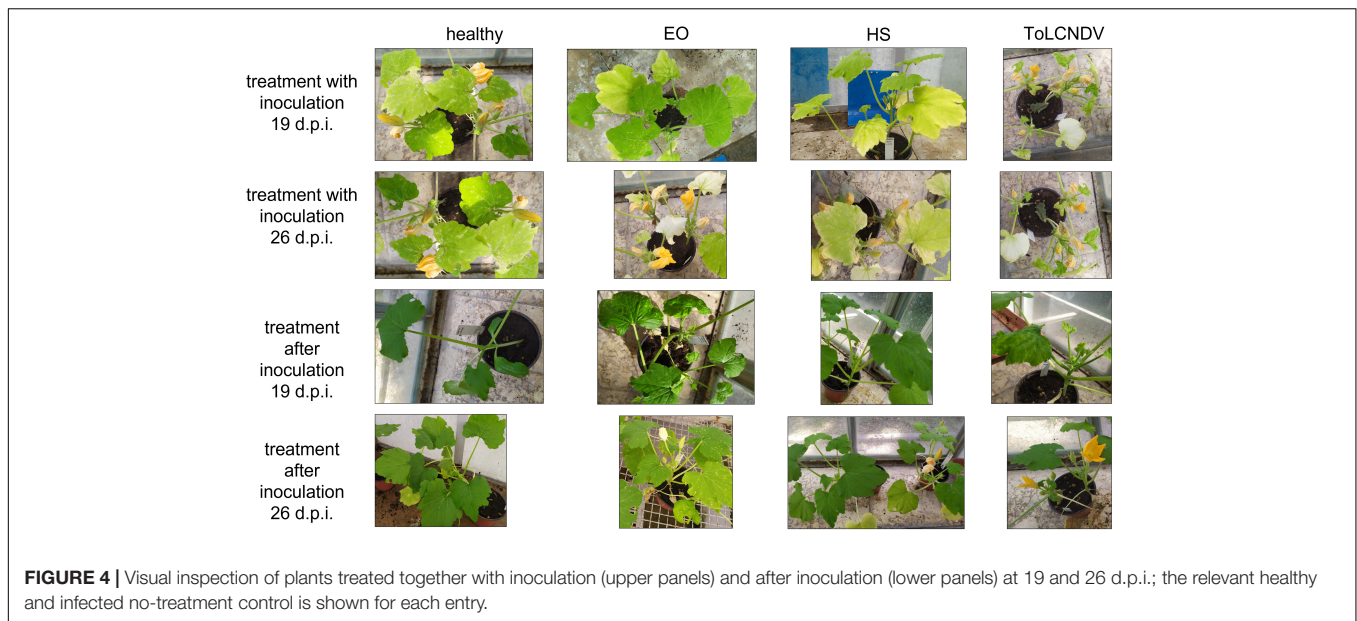 healthy EO HS ToLCNDV
treatment with
inoculation
19 d.p.i.
treatment with
inoculation
26 d.p.i.
treatment
after
inoculation
19 d.p.i.
treatment
after
inoculation
26 d.p.i.
FIGURE 4 | Visual inspection of plants treated together with inoculation (upper panels) and after inoculation (lower panels) at 19 and 26 d.p.i.; the relevant healthy
and infected no-treatment control is shown for each entry.